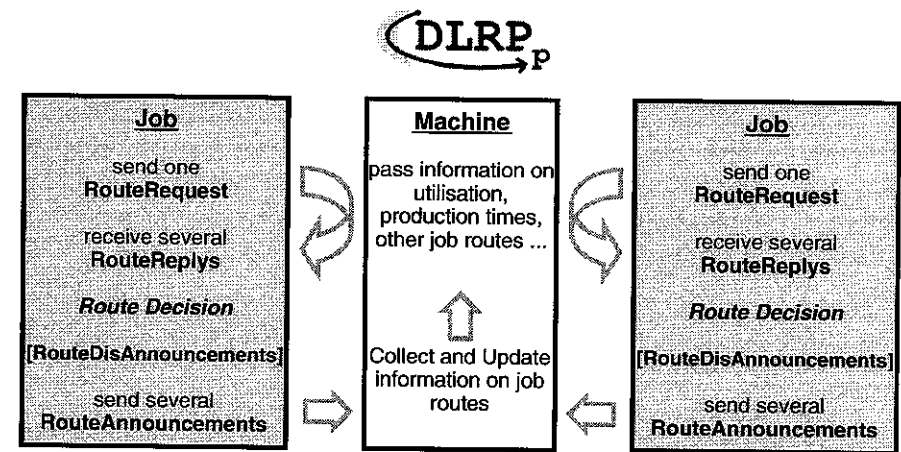 DLRP
p
Job
send one
RouteRequest
receive several
RouteReplys
Route Decision
[RouteDisAnnouncements]
send several
RouteAnnouncements
Machine
pass information on
utilisation,
production times,
other job routes ...
Collect and Update
information on job
routes
Job
send one
RouteRequest
receive several
RouteReplys
Route Decision
[RouteDisAnnouncements]
send several
RouteAnnouncements